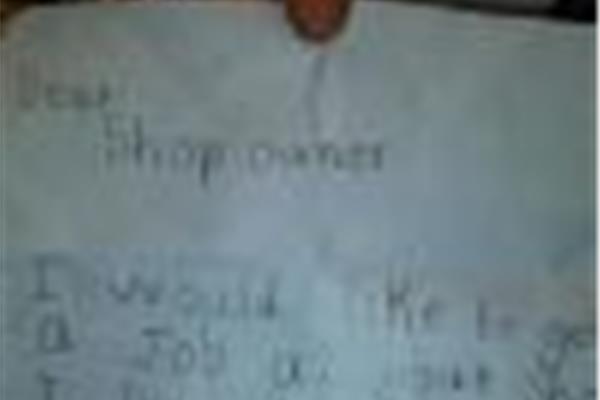 Dear
Shop owner
I would like to
a Job at your
I